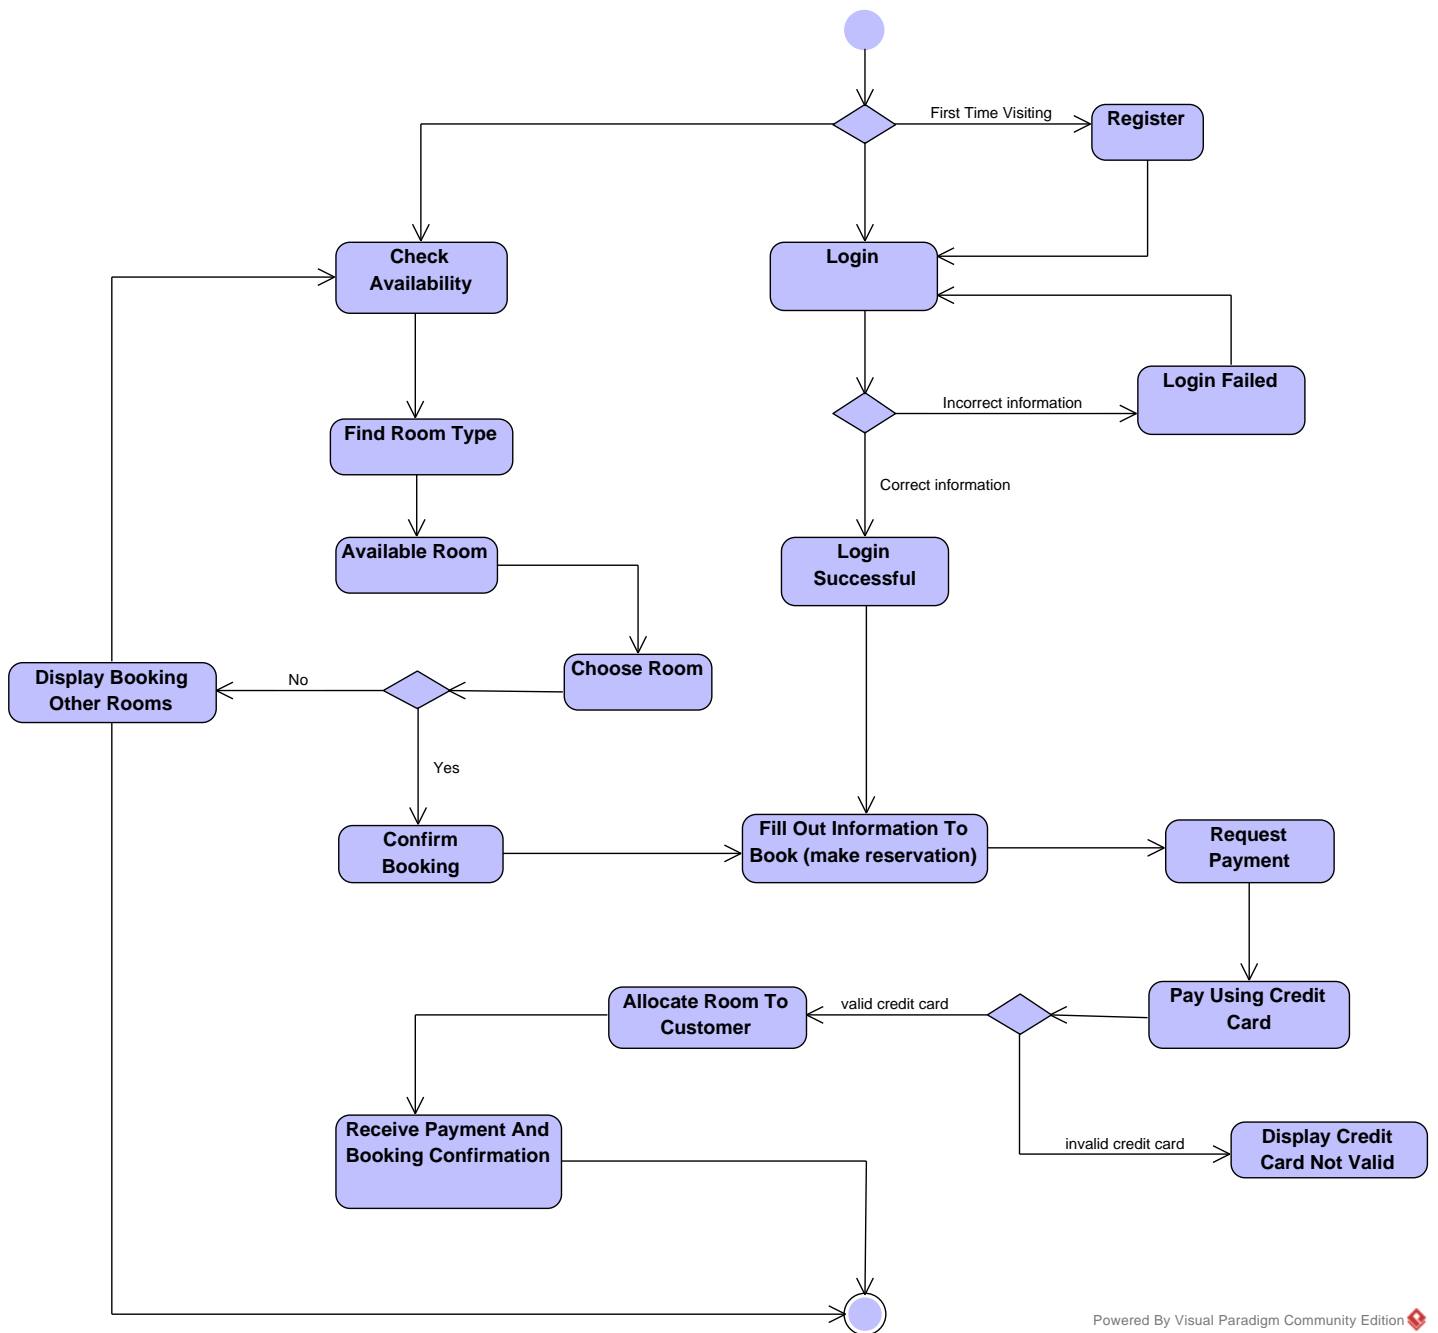 First Time Visiting
Register
Check
Availability
Login
Login Failed
Incorrect information
Find Room Type
Correct information
Available Room
Login
Successful
Choose Room
Display Booking
Other Rooms
No
Yes
Confirm
Booking
Fill Out Information To
Book (make reservation)
Request
Payment
Allocate Room To
Customer
valid credit card
Pay Using Credit
Card
Receive Payment And
Booking Confirmation
invalid credit card
Display Credit
Card Not Valid
Powered By Visual Paradigm Community Edition